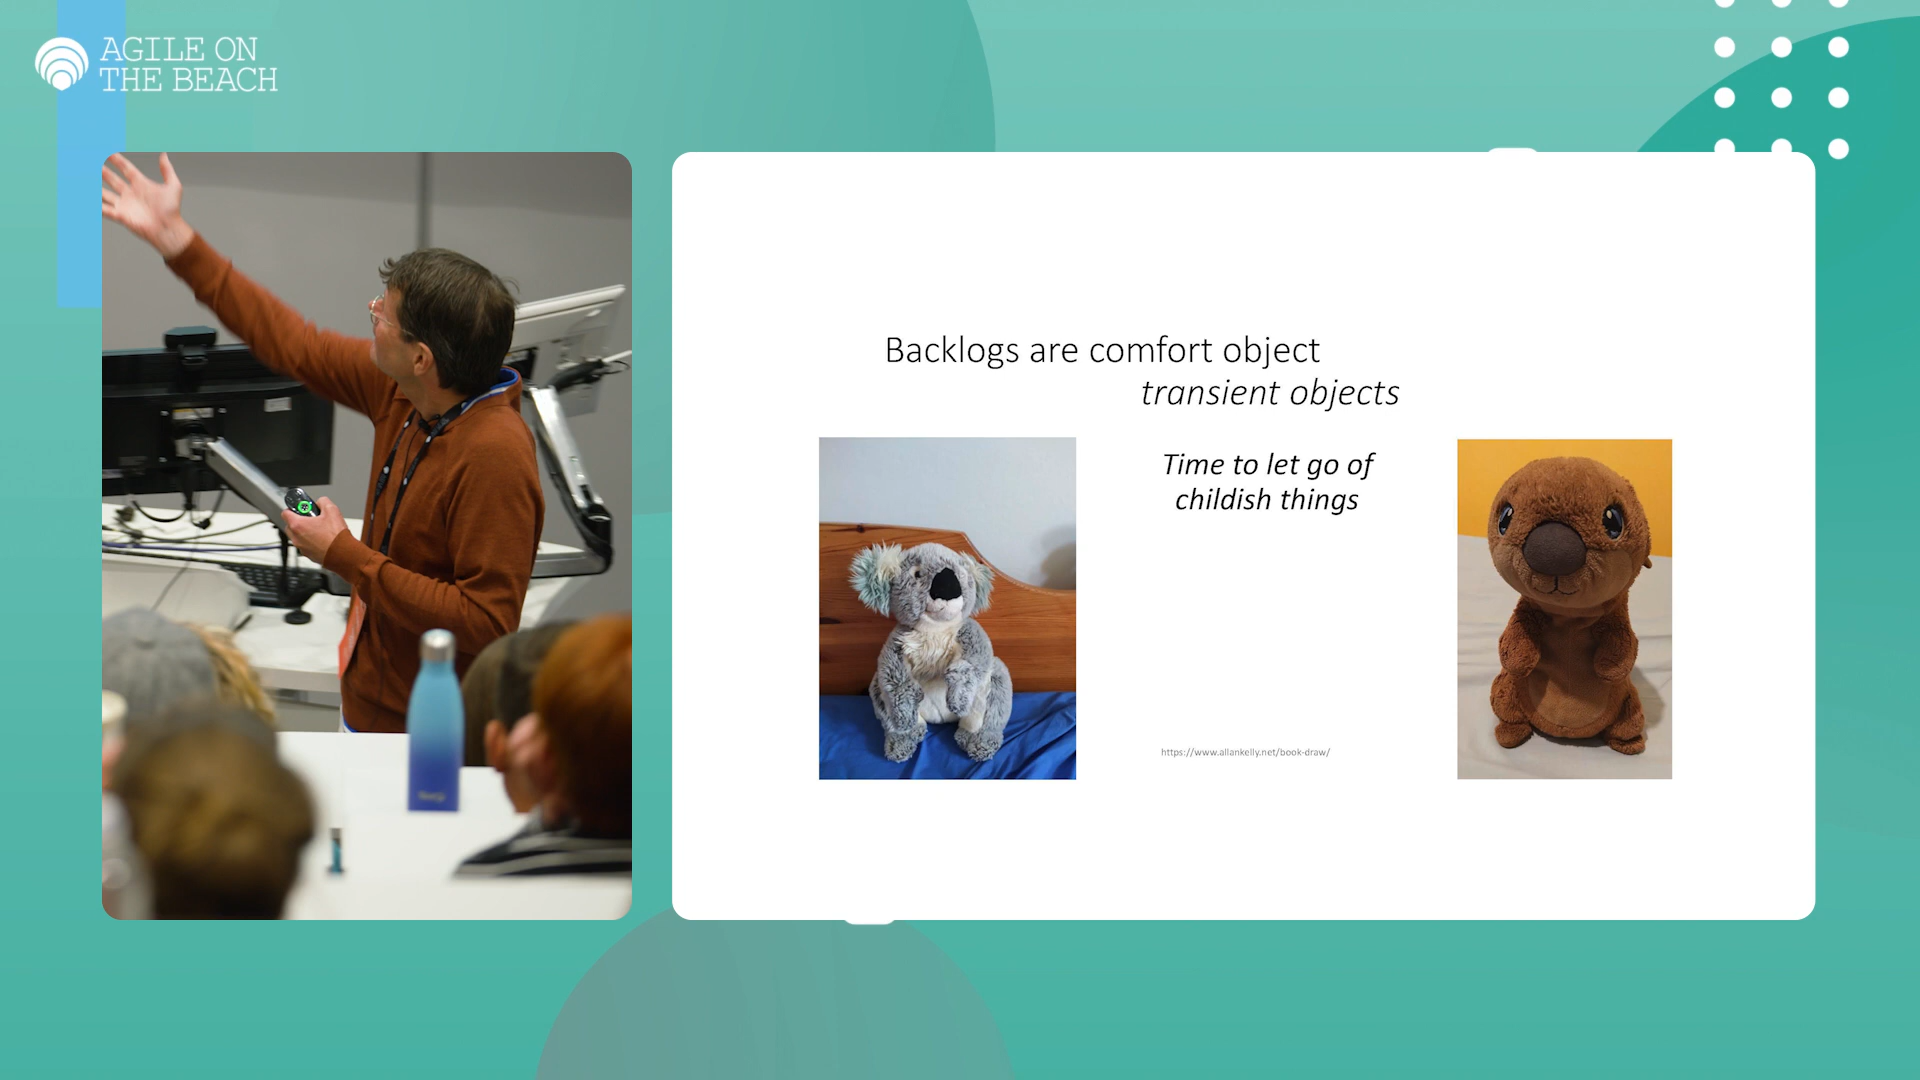 AGILE ON
THE BEACH
Backlogs are comfort object
transient objects
Time to let go of
childish things
https://www.allankelly.net/book-draw/